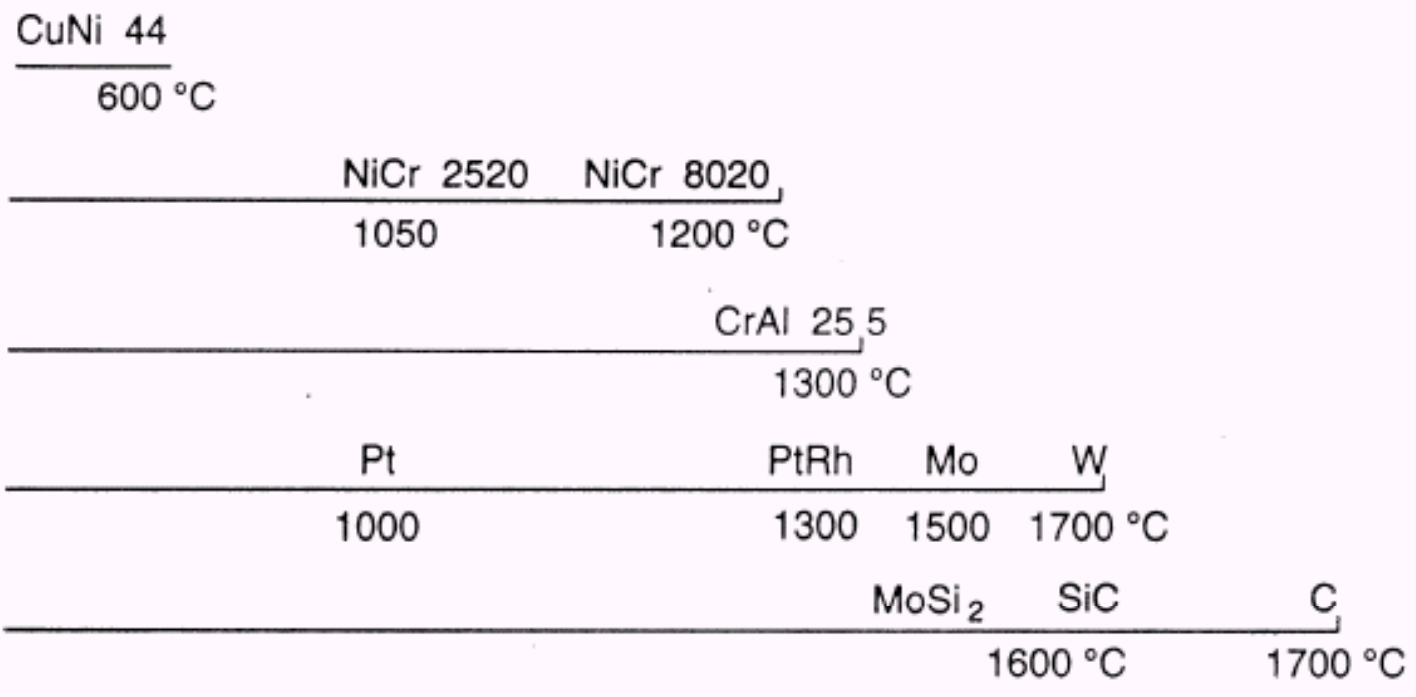 CuNi 44
600 °C
NiCr 2520 NiCr 8020
1050 1200 °C
CrAl 25 5
1300 °C
Pt PtRh Mo W
1000 1300 1500 1700 °C
MoSi₂ SiC C
1600 °C 1700 °C